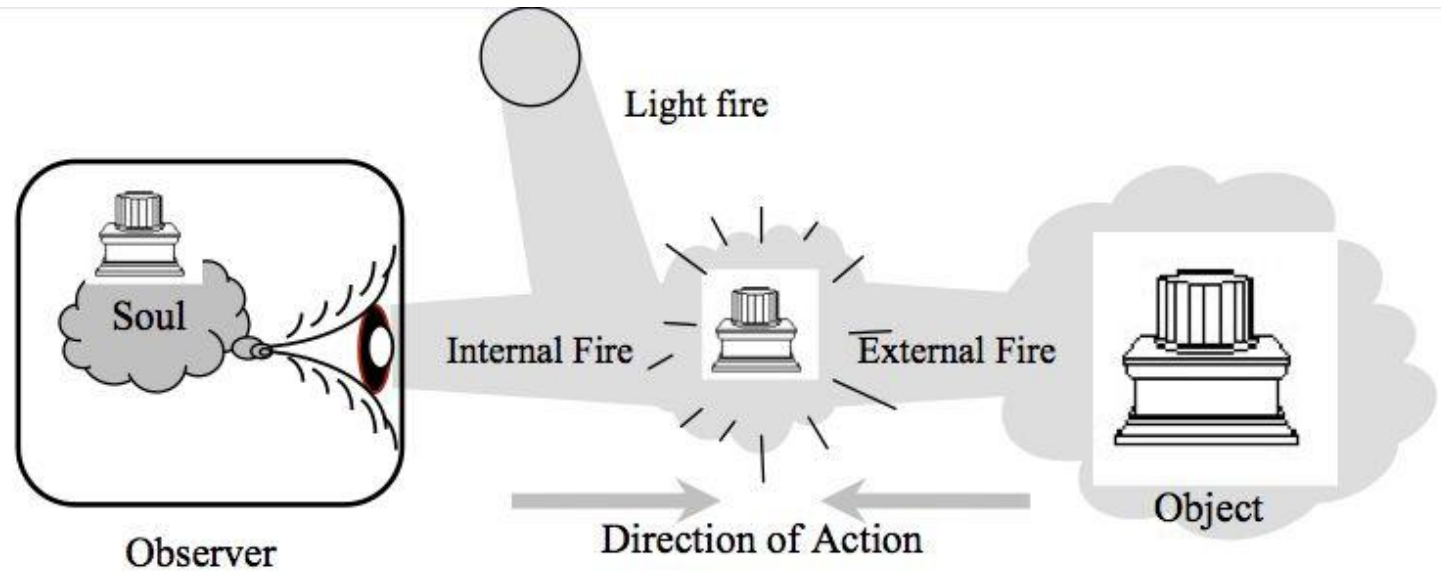 Light fire
Soul
Internal Fire
External Fire
Object
Direction of Action
Observer